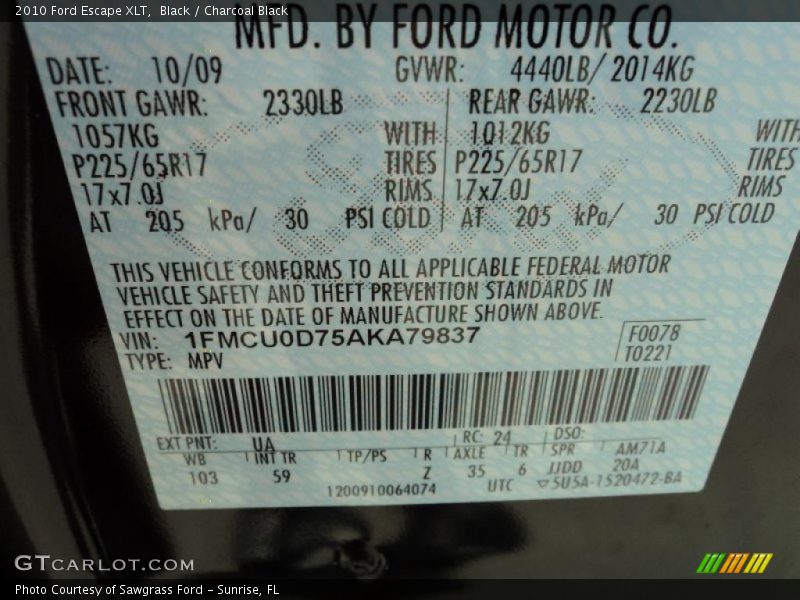 2010 Ford Escape XLT,  Black / Charcoal Black
MFD. BY FORD MOTOR CO.
DATE: 10/09 GVWR: 4440LB/ 2014KG
FRONT GAWR: 2330LB REAR GAWR: 2230LB
1057KG WITH 1012KG WITH
P225/65R17 TIRES P225/65R17 TIRES
17x7.0J RIMS 17x7.0J RIMS
AT 205 kPa/ 30 PSI COLD AT 205 kPa/ 30 PSI COLD
THIS VEHICLE CONFORMS TO ALL APPLICABLE FEDERAL MOTOR
VEHICLE SAFETY AND THEFT PREVENTION STANDARDS IN
EFFECT ON THE DATE OF MANUFACTURE SHOWN ABOVE.
VIN: 1FMCU0D75AKA79837 F0078
TYPE: MPV T0221
EXT PNT: UA RC: 24 DSO:
WB INT TR TP/PS R AXLE TR SPR AM71A
103 59 Z 35 6 JJDD 20A
1200910064074 UTC ▽5U5A-1520472-BA
GTCARLOT.COM
Photo Courtesy of Sawgrass Ford - Sunrise, FL